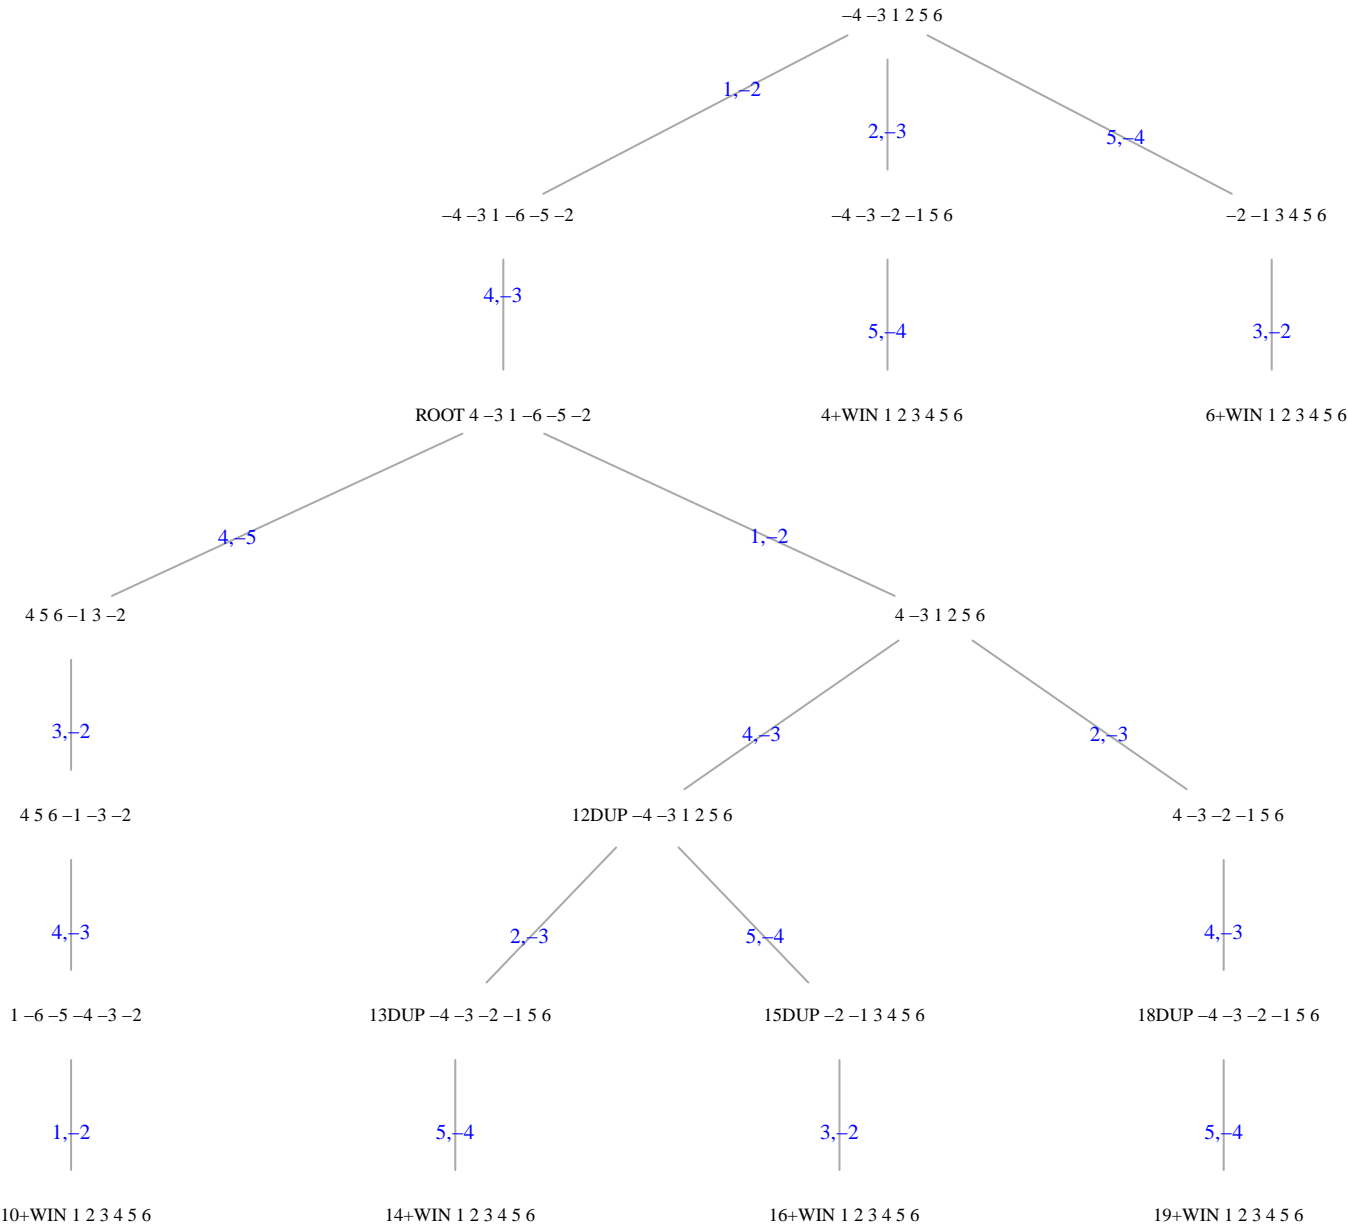 –4 –3 1 2 5 6
1,–2
2,–3
5,–4
–4 –3 1 –6 –5 –2
–4 –3 –2 –1 5 6
–2 –1 3 4 5 6
4,–3
5,–4
3,–2
ROOT 4 –3 1 –6 –5 –2
4+WIN 1 2 3 4 5 6
6+WIN 1 2 3 4 5 6
4,–5
1,–2
4 5 6 –1 3 –2
4 –3 1 2 5 6
3,–2
4,–3
2,–3
4 5 6 –1 –3 –2
12DUP –4 –3 1 2 5 6
4 –3 –2 –1 5 6
4,–3
2,–3
5,–4
4,–3
1 –6 –5 –4 –3 –2
13DUP –4 –3 –2 –1 5 6
15DUP –2 –1 3 4 5 6
18DUP –4 –3 –2 –1 5 6
1,–2
5,–4
3,–2
5,–4
10+WIN 1 2 3 4 5 6
14+WIN 1 2 3 4 5 6
16+WIN 1 2 3 4 5 6
19+WIN 1 2 3 4 5 6